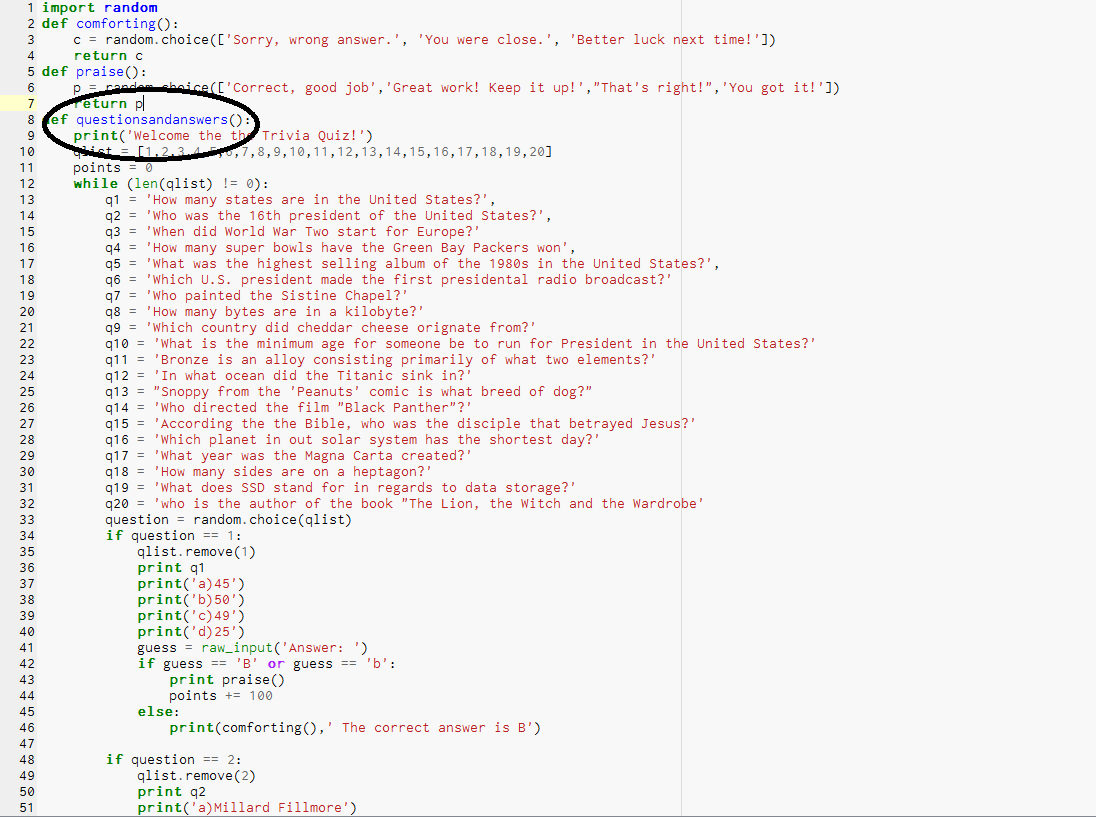 1 import random
2 def comforting():
3 c = random.choice(['Sorry, wrong answer.', 'You were close.', 'Better luck next time!'])
4 return c
5 def praise():
6 p = random.choice(['Correct, good job','Great work! Keep it up!',"That's right!",'You got it!'])
7 return p
8 def questionsandanswers():
9 print('Welcome the the Trivia Quiz!')
10 qlist = [1,2,3,4,5,6,7,8,9,10,11,12,13,14,15,16,17,18,19,20]
11 points = 0
12 while (len(qlist) != 0):
13 q1 = 'How many states are in the United States?',
14 q2 = 'Who was the 16th president of the United States?',
15 q3 = 'When did World War Two start for Europe?'
16 q4 = 'How many super bowls have the Green Bay Packers won',
17 q5 = 'What was the highest selling album of the 1980s in the United States?',
18 q6 = 'Which U.S. president made the first presidental radio broadcast?'
19 q7 = 'Who painted the Sistine Chapel?'
20 q8 = 'How many bytes are in a kilobyte?'
21 q9 = 'Which country did cheddar cheese orignate from?'
22 q10 = 'What is the minimum age for someone be to run for President in the United States?'
23 q11 = 'Bronze is an alloy consisting primarily of what two elements?'
24 q12 = 'In what ocean did the Titanic sink in?'
25 q13 = "Snoppy from the 'Peanuts' comic is what breed of dog?"
26 q14 = 'Who directed the film "Black Panther"?'
27 q15 = 'According the the Bible, who was the disciple that betrayed Jesus?'
28 q16 = 'Which planet in out solar system has the shortest day?'
29 q17 = 'What year was the Magna Carta created?'
30 q18 = 'How many sides are on a heptagon?'
31 q19 = 'What does SSD stand for in regards to data storage?'
32 q20 = 'who is the author of the book "The Lion, the Witch and the Wardrobe'
33 question = random.choice(qlist)
34 if question == 1:
35 qlist.remove(1)
36 print q1
37 print('a)45')
38 print('b)50')
39 print('c)49')
40 print('d)25')
41 guess = raw_input('Answer: ')
42 if guess == 'B' or guess == 'b':
43 print praise()
44 points += 100
45 else:
46 print(comforting(),' The correct answer is B')
47
48 if question == 2:
49 qlist.remove(2)
50 print q2
51 print('a)Millard Fillmore')